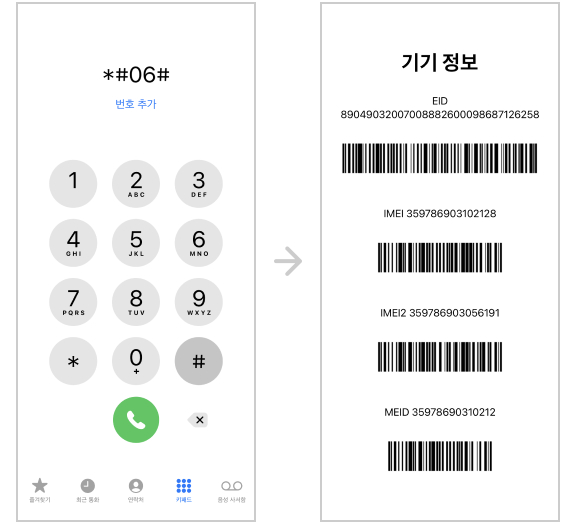 *#06#
번호 추가
1
2
ABC
3
DEF
4
GHI
5
JKL
6
MNO
7
PQRS
8
TUV
9
WXYZ
*
0
+
#
즐겨찾기
최근 통화
연락처
키패드
음성 사서함
기기 정보
EID
89049032007008882600098687126258
IMEI 359786903102128
IMEI2 359786903056191
MEID 35978690310212